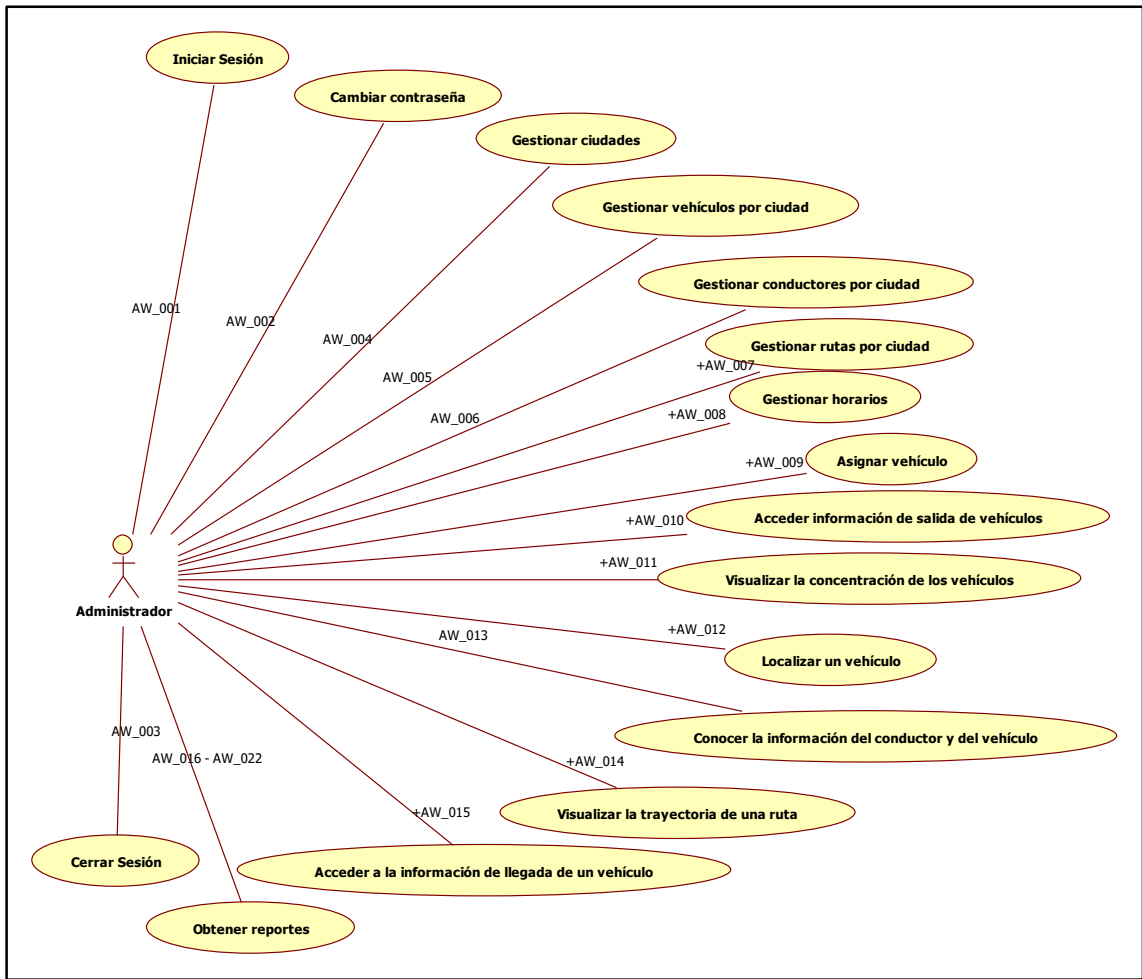 Iniciar Sesión
Cambiar contraseña
Gestionar ciudades
Gestionar vehículos por ciudad
Gestionar conductores por ciudad
AW_001
AW_002
AW_004
Gestionar rutas por ciudad
+AW_007
AW_005
Gestionar horarios
+AW_008
AW_006
Asignar vehículo
+AW_009
Acceder información de salida de vehículos
+AW_010
+AW_011
Visualizar la concentración de los vehículos
Administrador
+AW_012
AW_013
Localizar un vehículo
AW_003
Conocer la información del conductor y del vehículo
AW_016 - AW_022
+AW_014
+AW_015
Visualizar la trayectoria de una ruta
Cerrar Sesión
Acceder a la información de llegada de un vehículo
Obtener reportes